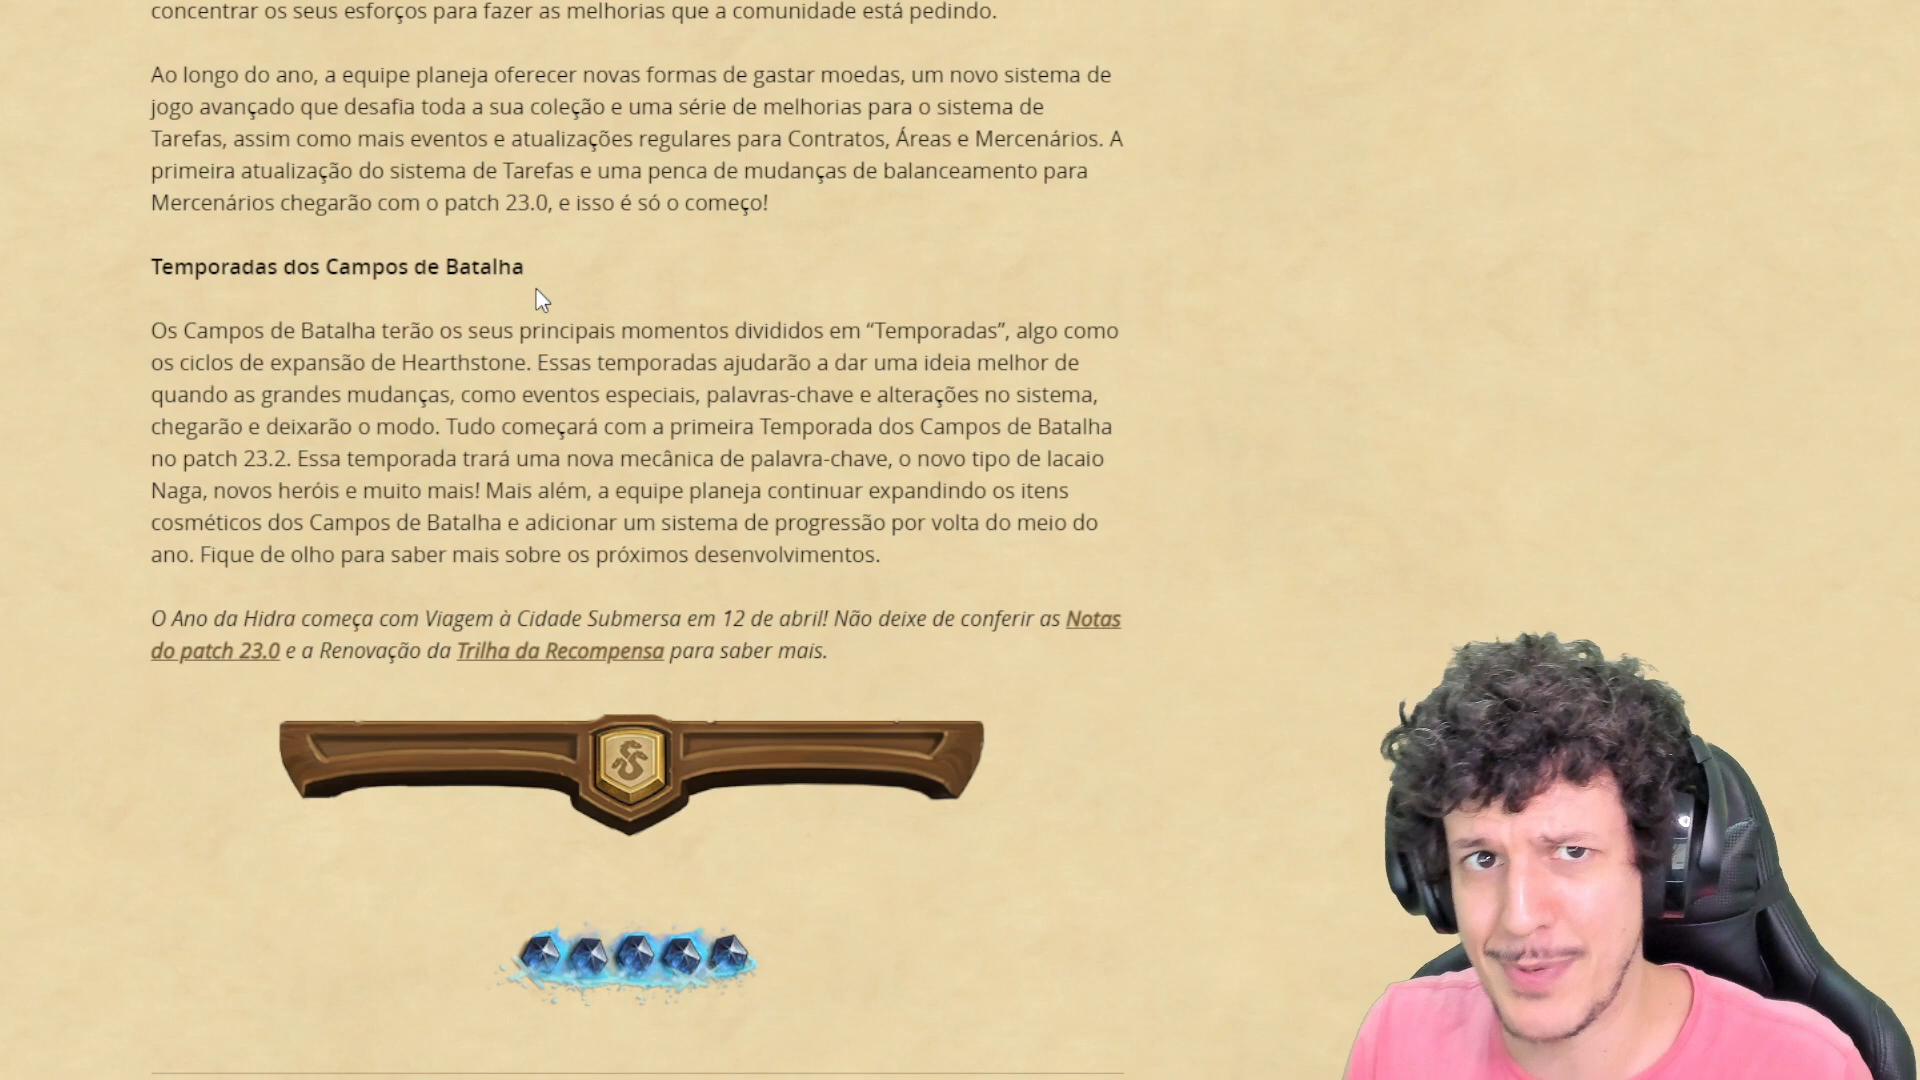 concentrar os seus esforços para fazer as melhorias que a comunidade está pedindo.
Ao longo do ano, a equipe planeja oferecer novas formas de gastar moedas, um novo sistema de
jogo avançado que desafia toda a sua coleção e uma série de melhorias para o sistema de
Tarefas, assim como mais eventos e atualizações regulares para Contratos, Áreas e Mercenários. A
primeira atualização do sistema de Tarefas e uma penca de mudanças de balanceamento para
Mercenários chegarão com o patch 23.0, e isso é só o começo!
Temporadas dos Campos de Batalha
Os Campos de Batalha terão os seus principais momentos divididos em “Temporadas”, algo como
os ciclos de expansão de Hearthstone. Essas temporadas ajudarão a dar uma ideia melhor de
quando as grandes mudanças, como eventos especiais, palavras-chave e alterações no sistema,
chegarão e deixarão o modo. Tudo começará com a primeira Temporada dos Campos de Batalha
no patch 23.2. Essa temporada trará uma nova mecânica de palavra-chave, o novo tipo de lacaio
Naga, novos heróis e muito mais! Mais além, a equipe planeja continuar expandindo os itens
cosméticos dos Campos de Batalha e adicionar um sistema de progressão por volta do meio do
ano. Fique de olho para saber mais sobre os próximos desenvolvimentos.
O Ano da Hidra começa com Viagem à Cidade Submersa em 12 de abril! Não deixe de conferir as Notas
do patch 23.0 e a Renovação da Trilha da Recompensa para saber mais.